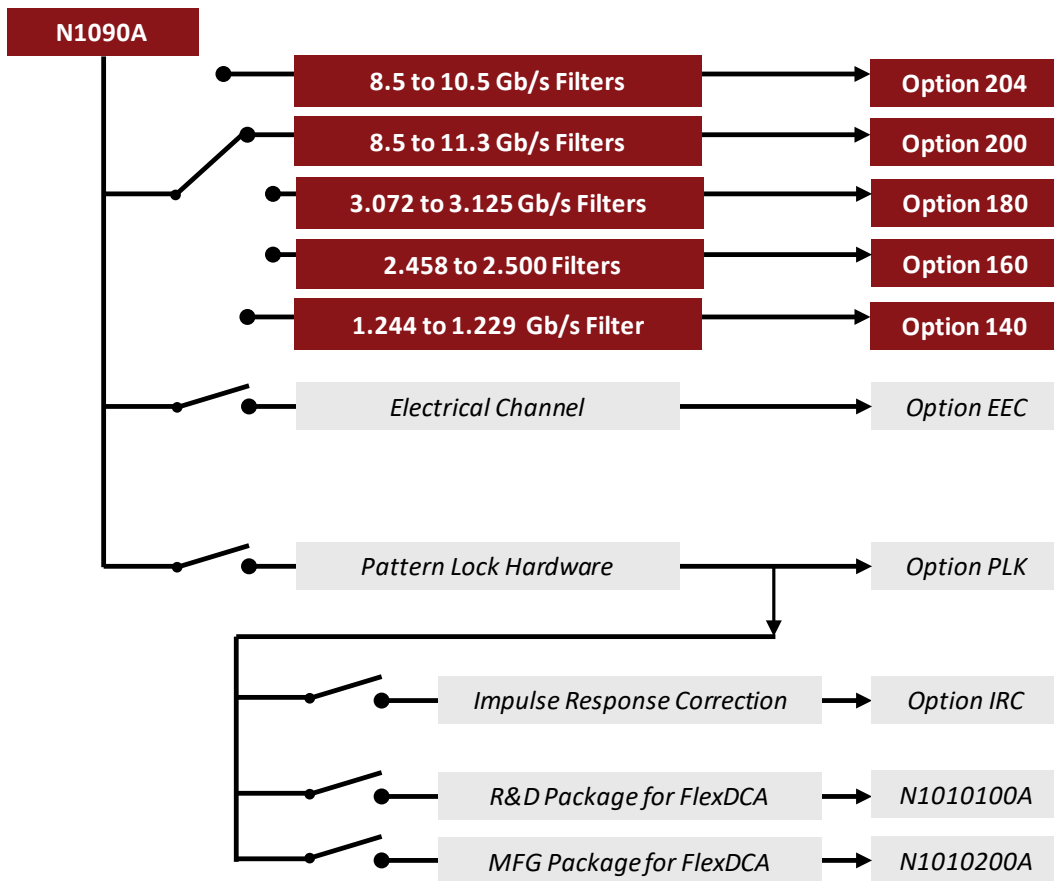 N1090A
8.5 to 10.5 Gb/s Filters
Option 204
8.5 to 11.3 Gb/s Filters
Option 200
3.072 to 3.125 Gb/s Filters
Option 180
2.458 to 2.500 Filters
Option 160
1.244 to 1.229 Gb/s Filter
Option 140
Electrical Channel
Option EEC
Pattern Lock Hardware
Option PLK
Impulse Response Correction
Option IRC
R&D Package for FlexDCA
N1010100A
MFG Package for FlexDCA
N1010200A